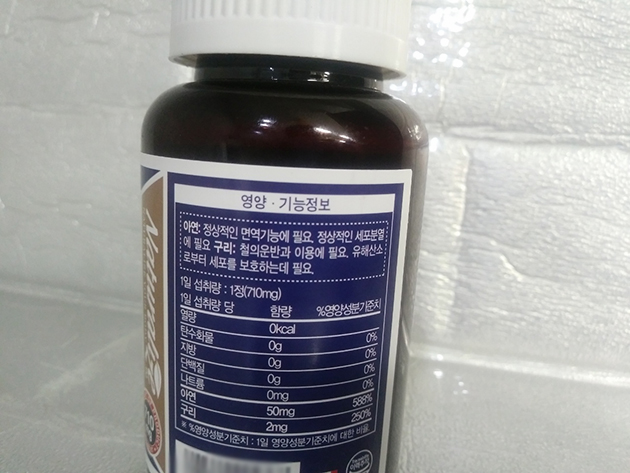 영양 · 기능정보
아연: 정상적인 면역기능에 필요. 정상적인 세포분열
에 필요 구리: 철의운반과 이용에 필요. 유해산소
로부터 세포를 보호하는데 필요.
1일 섭취량 : 1정(710mg)
1일 섭취량 당 함량 %영양성분기준치
열량 0kcal
탄수화물 0g 0%
지방 0g 0%
단백질 0g 0%
나트륨 0mg 0%
아연 50mg 588%
구리 2mg 250%
※ %영양성분기준치 : 1일 영양성분기준치에 대한 비율